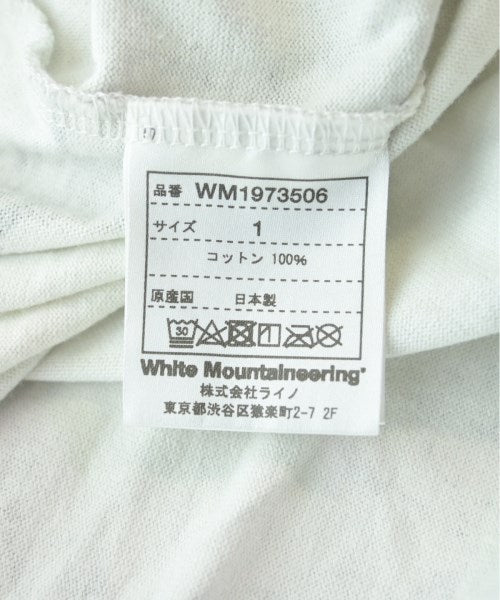 品番 WM1973506
サイズ 1
コットン 100%
原産国 日本製
30
White Mountaineering®
株式会社ライノ
東京都渋谷区猿楽町2-7 2F